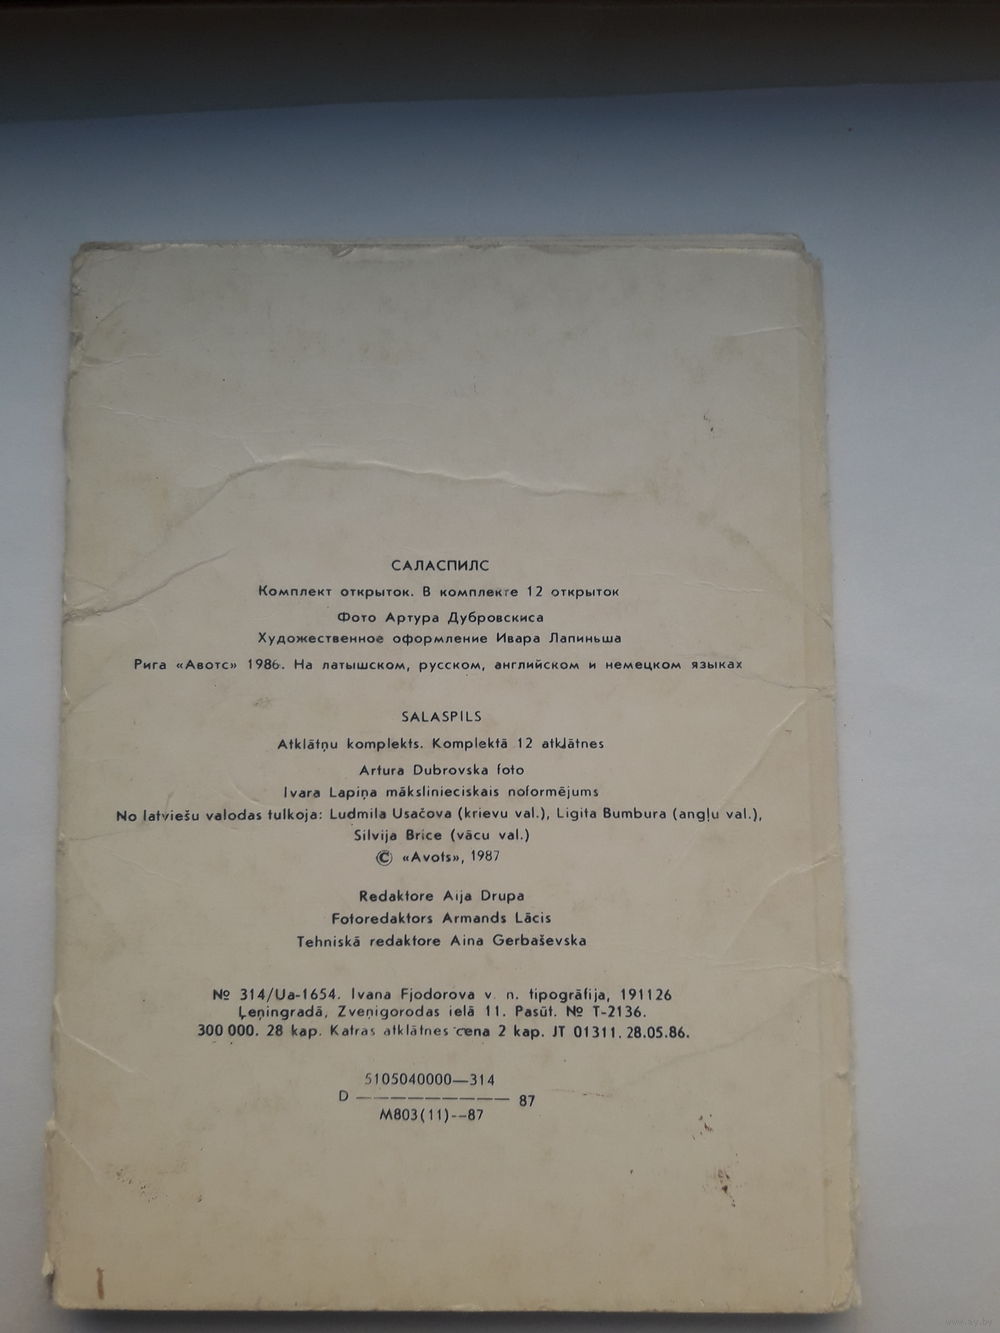 САЛАСПИЛС
Комплект открыток. В комплекте 12 открыток
Фото Артура Дубровскиса
Художественное оформление Ивара Лапиньша
Рига «Авотс» 1986. На латышском, русском, английском и немецком языках
SALASPILS
Atklātņu komplekts. Komplektā 12 atklātnes
Artura Dubrovska foto
Ivara Lapiņa mākslinieciskais noformējums
No latviešu valodas tulkoja: Ludmila Usačova (krievu val.), Ligita Bumbura (angļu val.),
Silvija Brice (vācu val.)
© «Avots», 1987
Redaktore Aija Drupa
Fotoredaktors Armands Lācis
Tehniskā redaktore Aina Gerbaševska
№ 314/Ua-1654. Ivana Fjodorova v. n. tipogrāfija, 191126
Ļeņingradā, Zveņigorodas ielā 11. Pasūt. № T-2136.
300 000. 28 kap. Katras atklātnes cena 2 kap. JT 01311. 28.05.86.
5105040000—314
D —————————— 87
M803(11)--87
www.ay.by